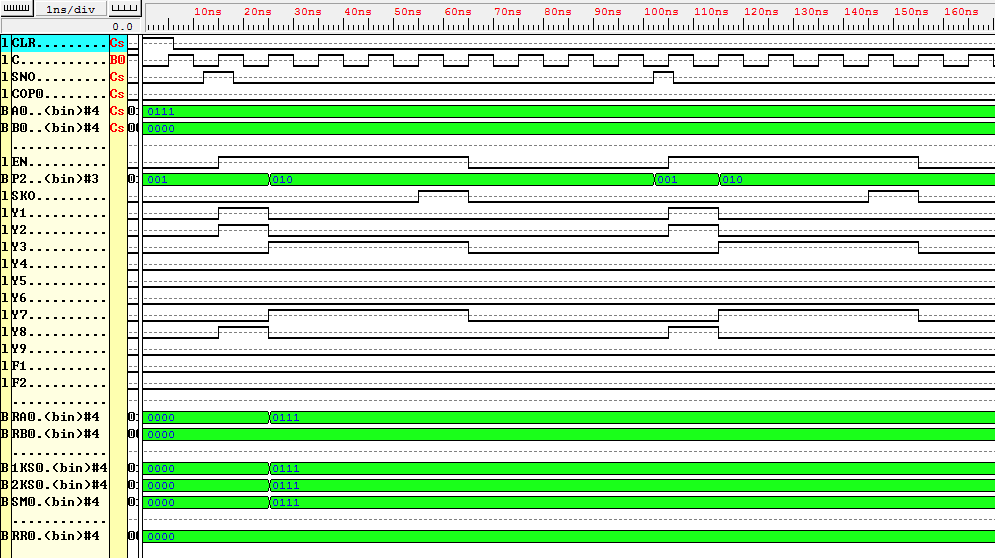 1ns/div
0.0
10ns 20ns 30ns 40ns 50ns 60ns 70ns 80ns 90ns 100ns 110ns 120ns 130ns 140ns 150ns 160ns
1 CLR......... Cs
1 C........... B0
1 SNO......... Cs
1 COP0........ Cs
B A0..(bin)#4 Cs 0111
B B0..(bin)#4 Cs 0000
...........
1 EN..........
B P2..(bin)#3 001 010 001 010
1 SKO.........
1 Y1..........
1 Y2..........
1 Y3..........
1 Y4..........
1 Y5..........
1 Y6..........
1 Y7..........
1 Y8..........
1 Y9..........
1 F1..........
1 F2..........
...........
B RA0.(bin)#4 0000 0111
B RB0.(bin)#4 0000
...........
B 1KS0.(bin)#4 0000 0111
B 2KS0.(bin)#4 0000 0111
B SM0.(bin)#4 0000 0111
...........
B RR0.(bin)#4 0000